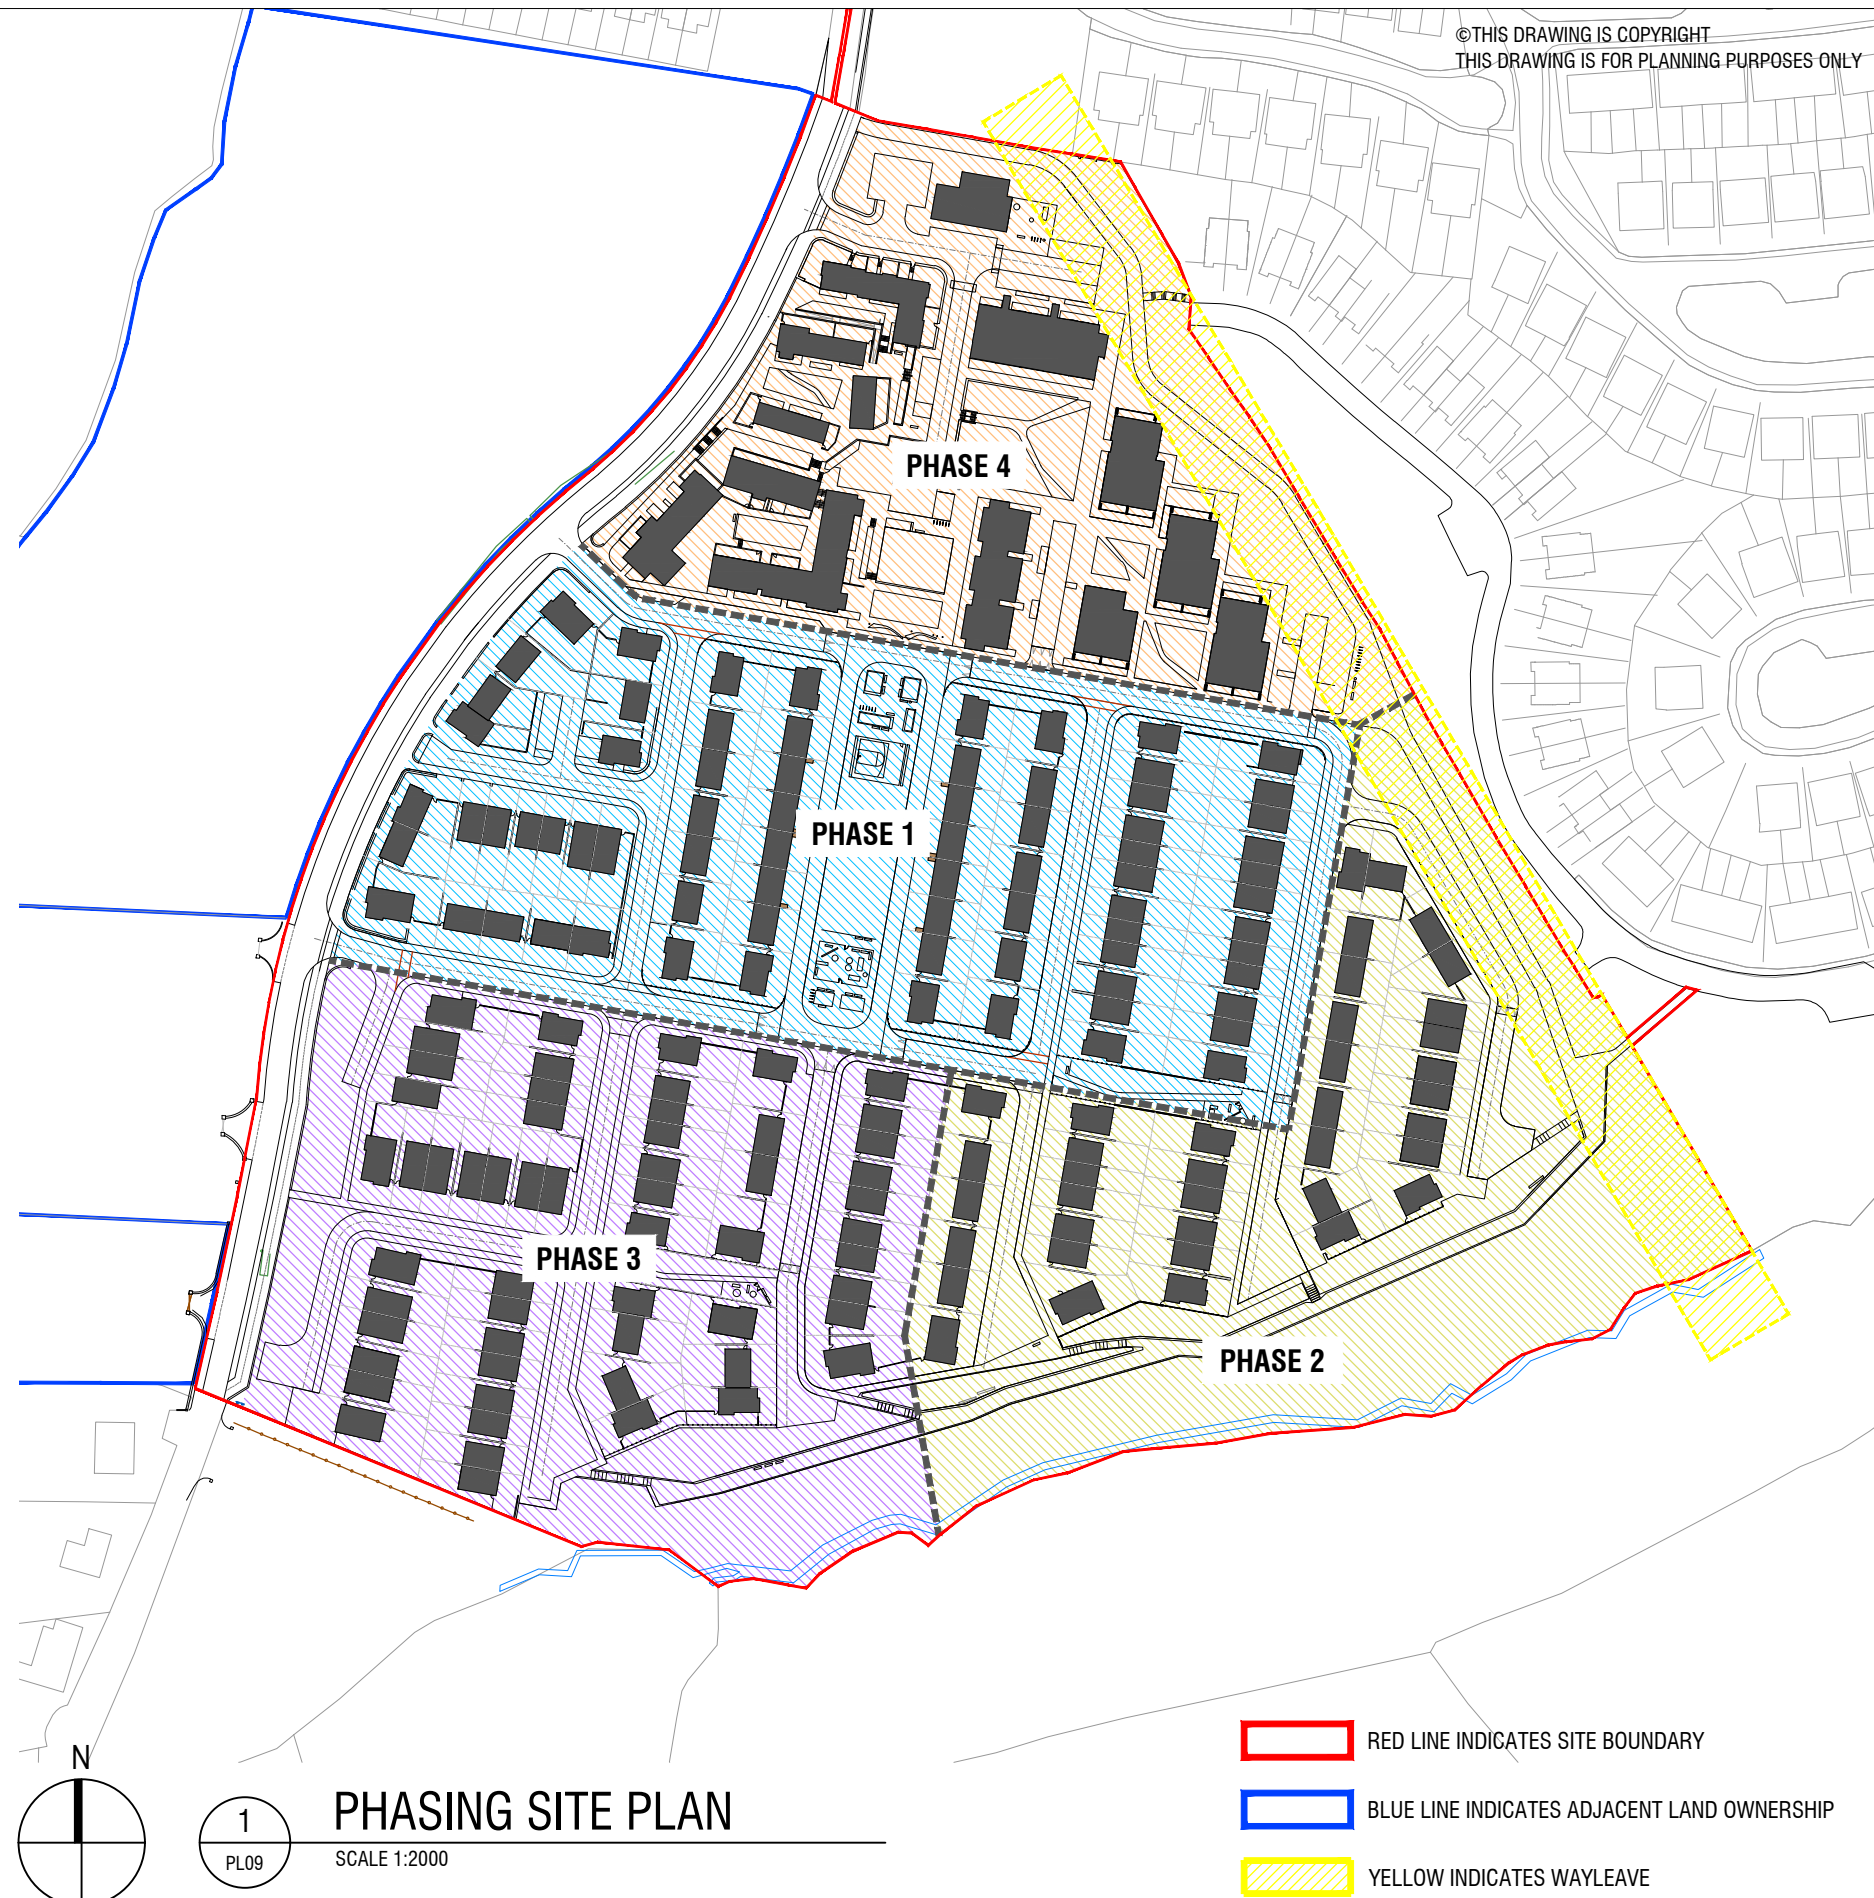 ©THIS DRAWING IS COPYRIGHT
THIS DRAWING IS FOR PLANNING PURPOSES ONLY
PHASE 4
PHASE 1
PHASE 3
PHASE 2
N
1
PL09
PHASING SITE PLAN
SCALE 1:2000
RED LINE INDICATES SITE BOUNDARY
BLUE LINE INDICATES ADJACENT LAND OWNERSHIP
YELLOW INDICATES WAYLEAVE